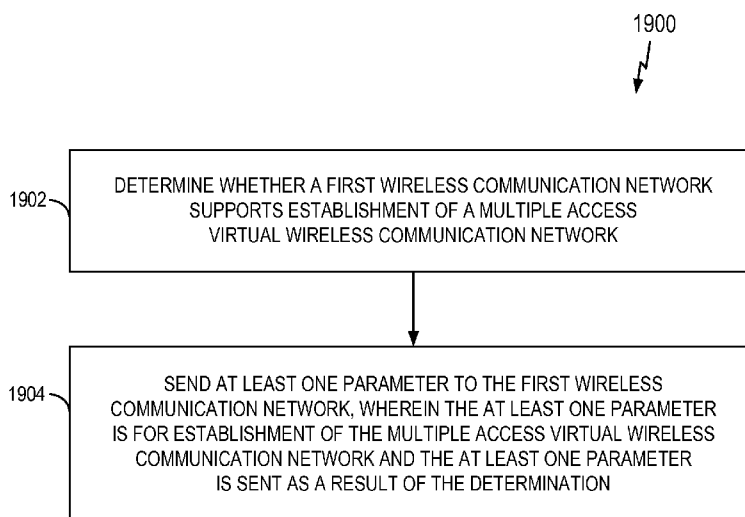 1900
1902
DETERMINE WHETHER A FIRST WIRELESS COMMUNICATION NETWORK
SUPPORTS ESTABLISHMENT OF A MULTIPLE ACCESS
VIRTUAL WIRELESS COMMUNICATION NETWORK
1904
SEND AT LEAST ONE PARAMETER TO THE FIRST WIRELESS
COMMUNICATION NETWORK, WHEREIN THE AT LEAST ONE PARAMETER
IS FOR ESTABLISHMENT OF THE MULTIPLE ACCESS VIRTUAL WIRELESS
COMMUNICATION NETWORK AND THE AT LEAST ONE PARAMETER
IS SENT AS A RESULT OF THE DETERMINATION